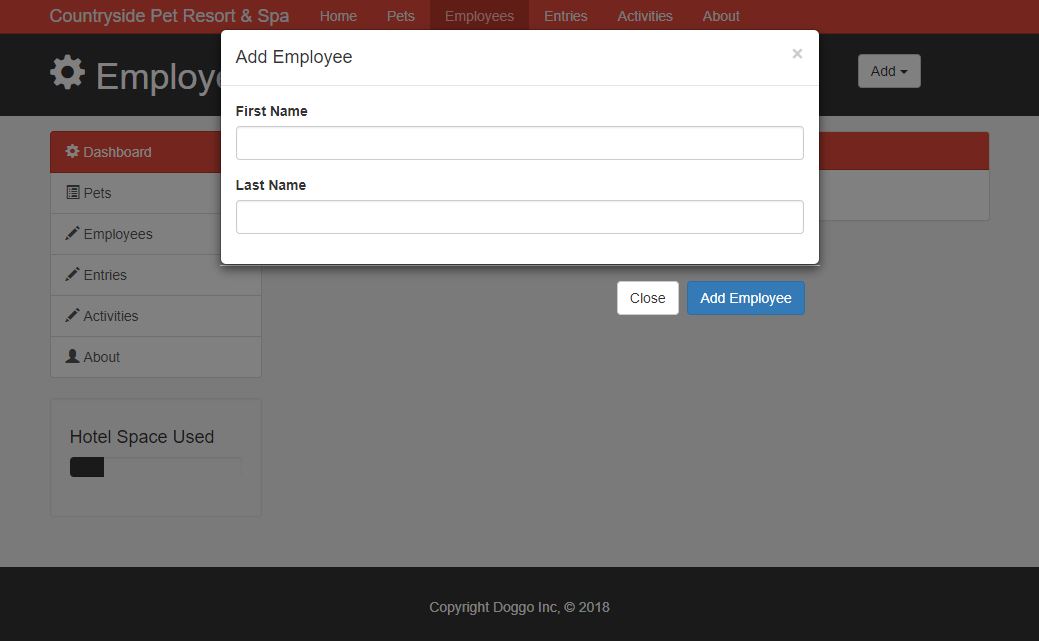 Countryside Pet Resort & Spa Home Pets Employees Entries Activities About
Add Employee ×
Employe
Add
First Name
Last Name
Dashboard
Pets
Employees
Entries
Activities
About
Close Add Employee
Hotel Space Used
Copyright Doggo Inc, © 2018